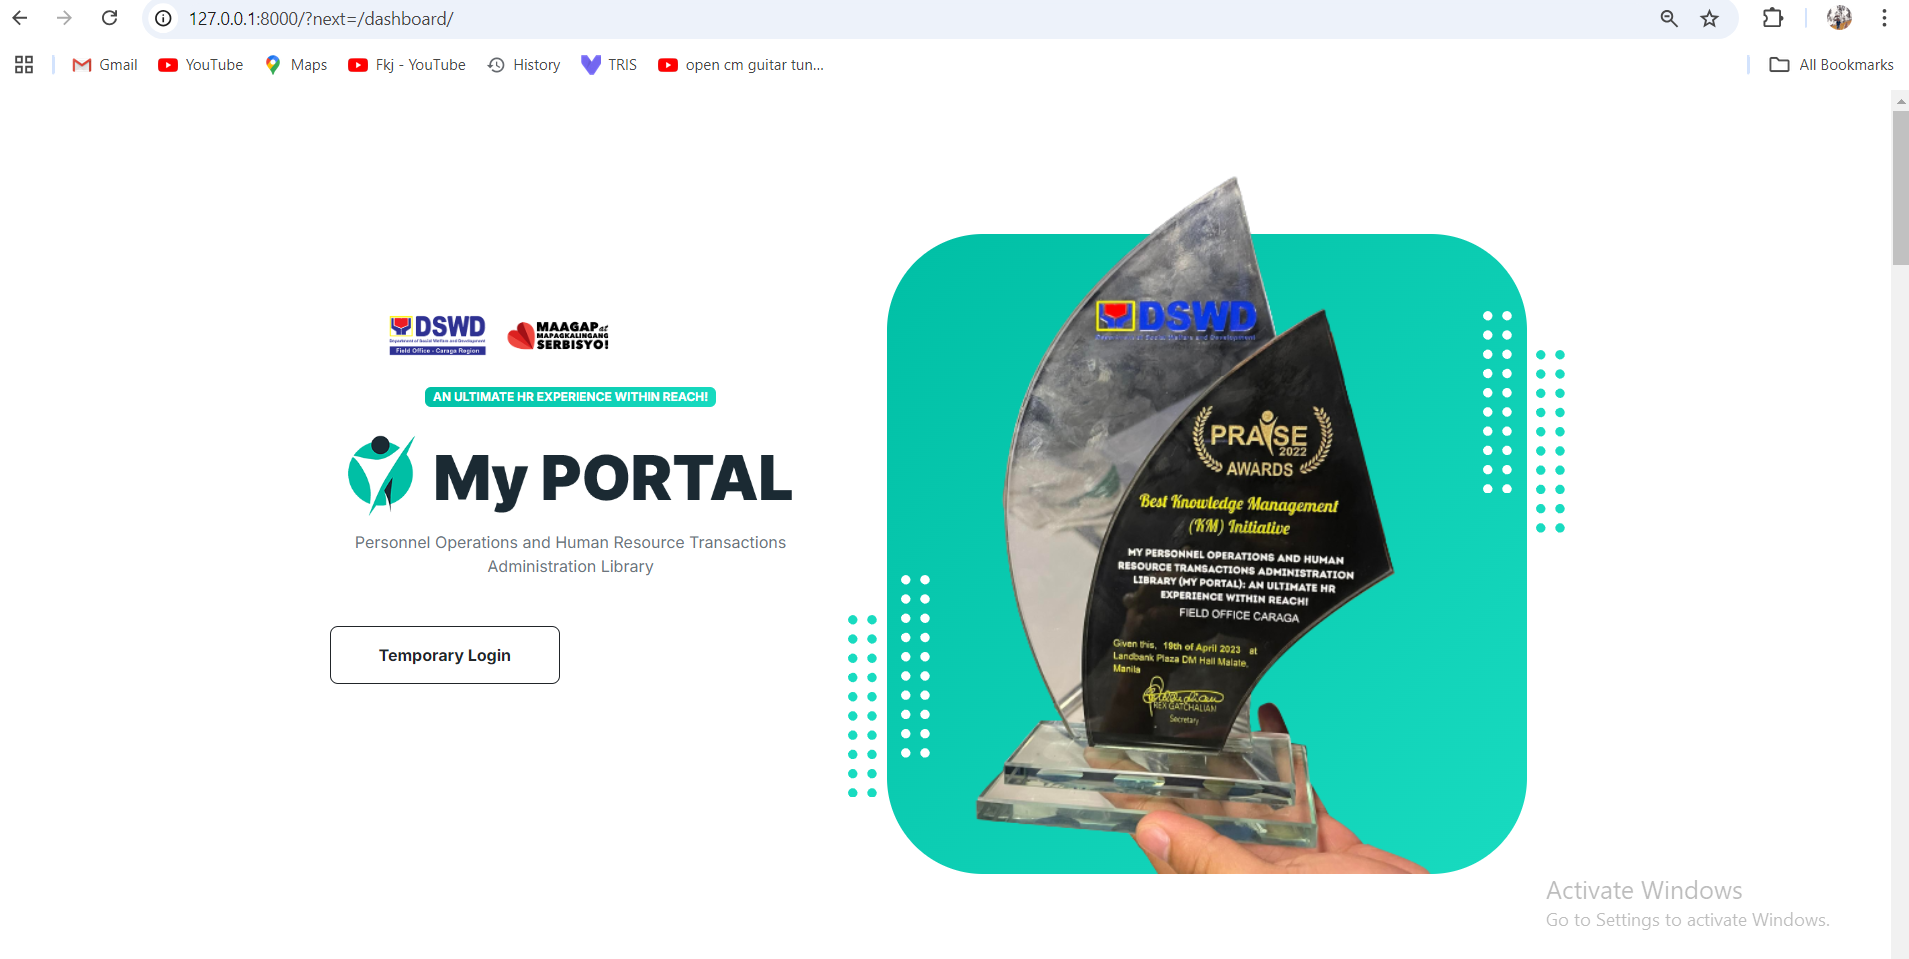 127.0.0.1:8000/?next=/dashboard/
Gmail
YouTube
Maps
Fkj - YouTube
History
TRIS
open cm guitar tun...
All Bookmarks
DSWD
Department of Social Welfare and Development
Field Office - Caraga Region
MAAGAP at
MAPAGKALINGANG
SERBISYO!
AN ULTIMATE HR EXPERIENCE WITHIN REACH!
My PORTAL
Personnel Operations and Human Resource Transactions
Administration Library
Temporary Login
DSWD
Department of Social Welfare and Development
PRAISE
2022
AWARDS
Best Knowledge Management
(KM) Initiative
MY PERSONNEL OPERATIONS AND HUMAN
RESOURCE TRANSACTIONS ADMINISTRATION
LIBRARY (MY PORTAL): AN ULTIMATE HR
EXPERIENCE WITHIN REACH!
FIELD OFFICE CARAGA
Given this, 19th of April 2023 at
Landbank Plaza DM Hall Malate,
Manila
REX GATCHALIAN
Secretary
Activate Windows
Go to Settings to activate Windows.